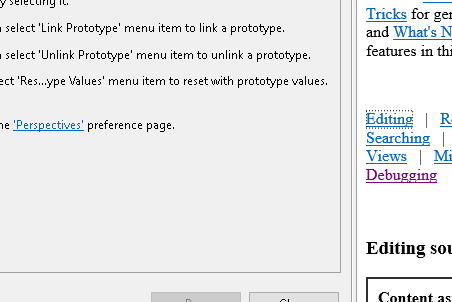 y selecting it.
select 'Link Prototype' menu item to link a prototype.
select 'Unlink Prototype' menu item to unlink a prototype.
ect 'Res...ype Values' menu item to reset with prototype values.
ne 'Perspectives' preference page.
Tricks for gen
and What's N
features in thi
Editing | R
Searching |
Views | Mi
Debugging
Editing sou
Content as